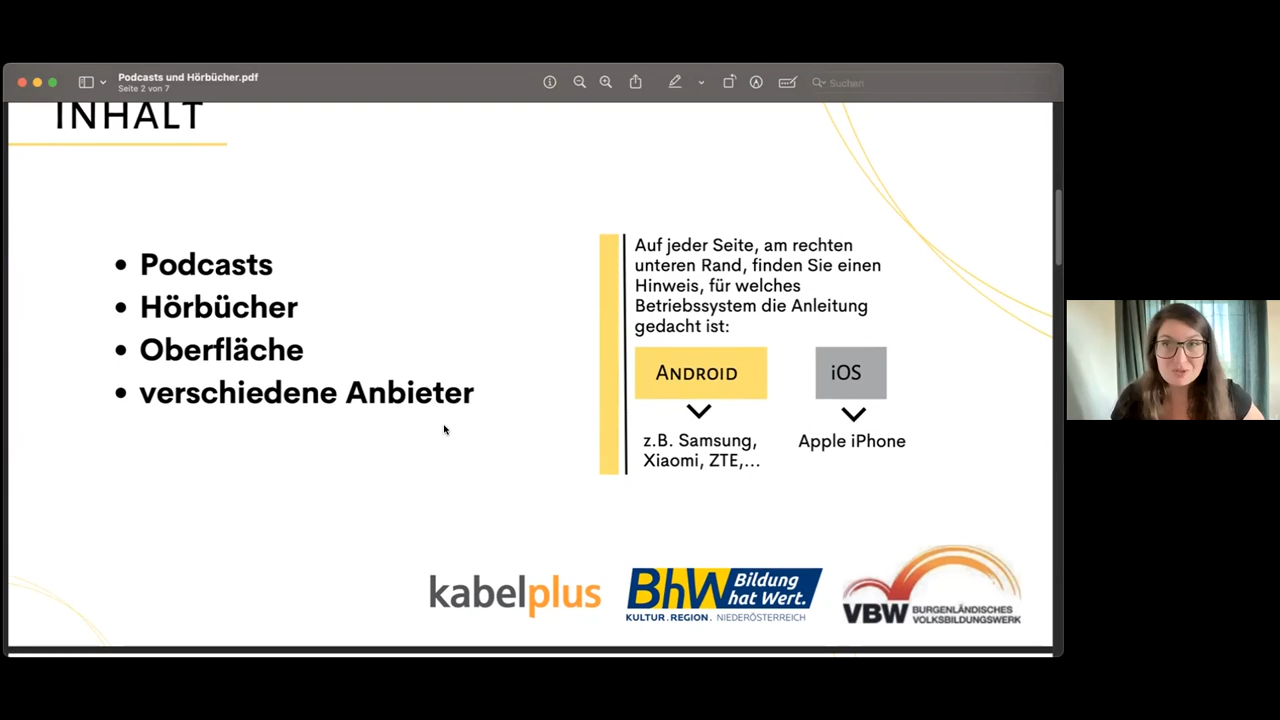 Podcasts und Hörbücher.pdf
Seite 2 von 7
Suchen
INHALT
• Podcasts
• Hörbücher
• Oberfläche
• verschiedene Anbieter
Auf jeder Seite, am rechten
unteren Rand, finden Sie einen
Hinweis, für welches
Betriebssystem die Anleitung
gedacht ist:
ANDROID
z.B. Samsung,
Xiaomi, ZTE,...
iOS
Apple iPhone
kabelplus
BhW Bildung
hat Wert.
KULTUR.REGION. NIEDERÖSTERREICH
VBW BURGENLÄNDISCHES
VOLKSBILDUNGSWERK